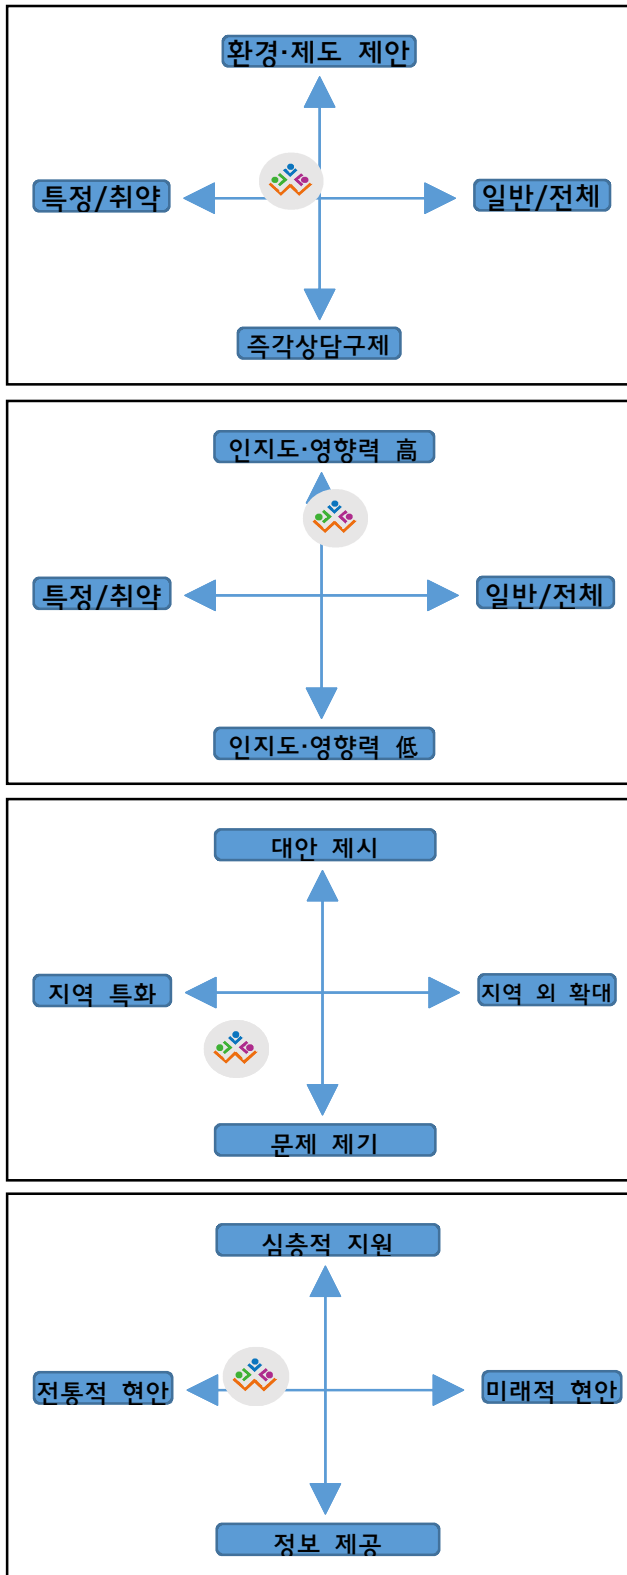 환경·제도 제안
특정/취약
일반/전체
즉각상담구제
인지도·영향력 高
특정/취약
일반/전체
인지도·영향력 低
대안 제시
지역 특화
지역 외 확대
문제 제기
심층적 지원
전통적 현안
미래적 현안
정보 제공